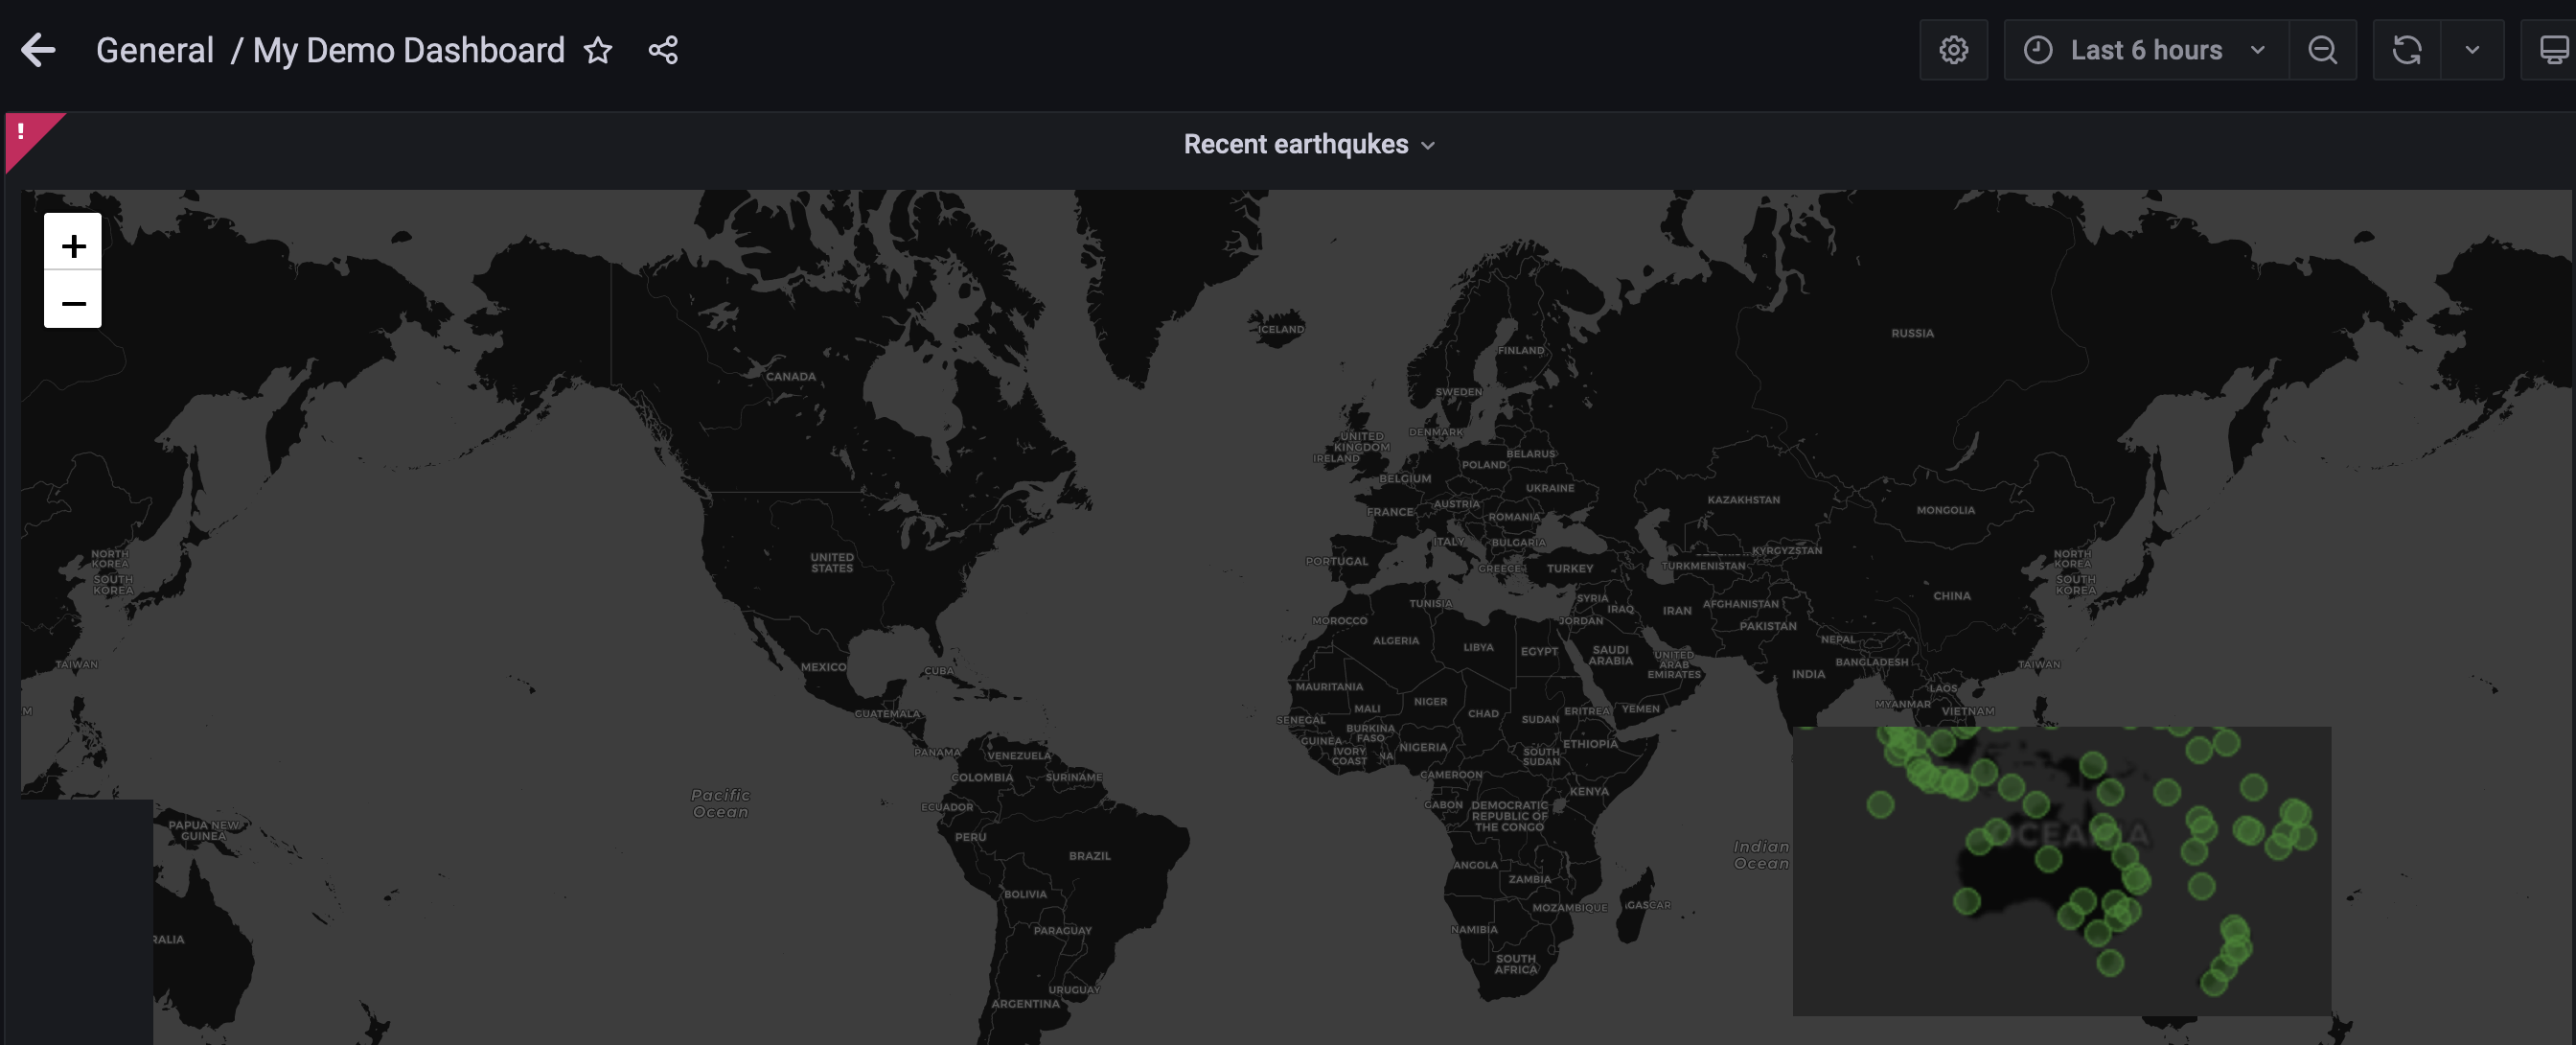 General / My Demo Dashboard
Last 6 hours
!
Recent earthqukes
+
−
ICELAND
RUSSIA
FINLAND
CANADA
SWEDEN
DENMARK
UNITED
KINGDOM
IRELAND
BELARUS
POLAND
BELGIUM
UKRAINE
KAZAKHSTAN
AUSTRIA
FRANCE
ROMANIA
MONGOLIA
ITALY
BULGARIA
KYRGYZSTAN
NORTH
KOREA
UNITED
STATES
PORTUGAL
GREECE
TURKEY
TURKMENISTAN
NORTH
KOREA
SOUTH
KOREA
SOUTH
KOREA
CHINA
TUNISIA
SYRIA
IRAQ
IRAN
AFGHANISTAN
MOROCCO
JORDAN
PAKISTAN
ALGERIA
LIBYA
EGYPT
SAUDI
ARABIA
NEPAL
UNITED
ARAB
EMIRATES
BANGLADESH
TAIWAN
TAIWAN
MEXICO
CUBA
INDIA
MAURITANIA
LAOS
MALI
NIGER
CHAD
SUDAN
ERITREA
YEMEN
MYANMAR
VIETNAM
M
GUATEMALA
SENEGAL
BURKINA
FASO
GUINEA
IVORY
COAST
NA
NIGERIA
SOUTH
SUDAN
ETHIOPIA
PANAMA
VENEZUELA
COLOMBIA
SURINAME
CAMEROON
KENYA
Pacific
Ocean
ECUADOR
GABON
DEMOCRATIC
REPUBLIC OF
THE CONGO
PAPUA NEW
GUINEA
PERU
OCEANIA
Indian
Ocean
BRAZIL
ANGOLA
ZAMBIA
BOLIVIA
MOZAMBIQUE
AGASCAR
PARAGUAY
NAMIBIA
RALIA
SOUTH
AFRICA
URUGUAY
ARGENTINA